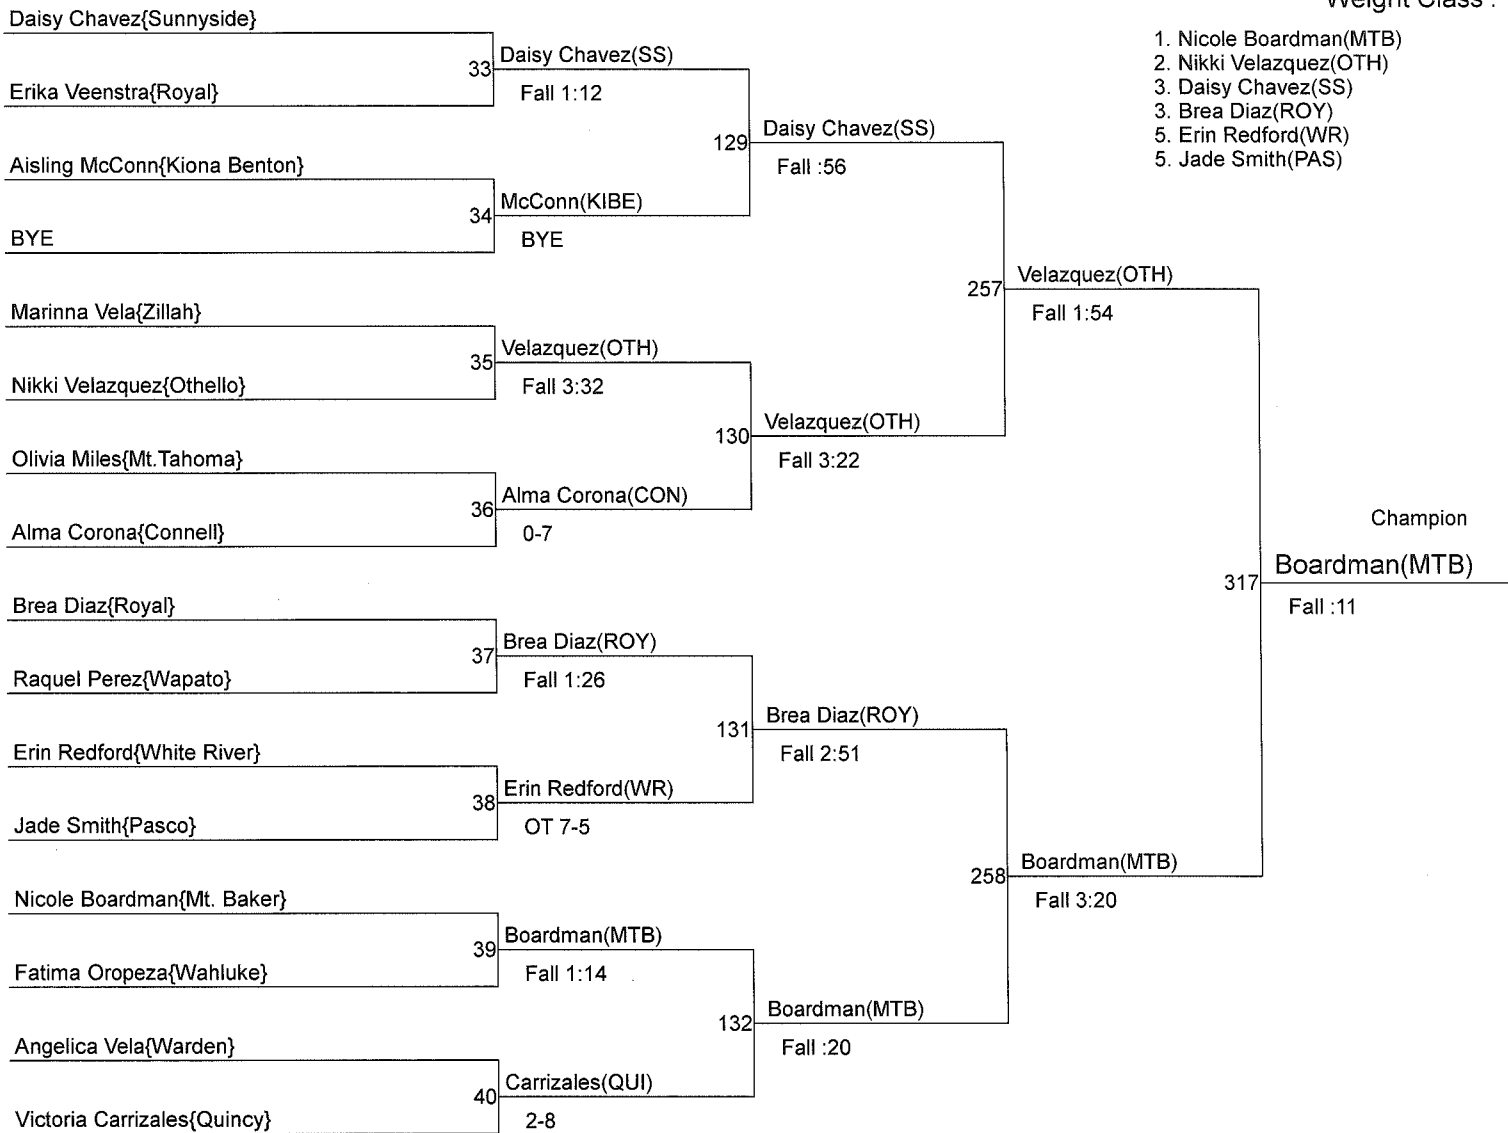 Weight Class :
1. Nicole Boardman(MTB)
2. Nikki Velazquez(OTH)
3. Daisy Chavez(SS)
3. Brea Diaz(ROY)
5. Erin Redford(WR)
5. Jade Smith(PAS)
Daisy Chavez{Sunnyside}
Erika Veenstra{Royal}
Aisling McConn{Kiona Benton}
BYE
Marinna Vela{Zillah}
Nikki Velazquez{Othello}
Olivia Miles{Mt.Tahoma}
Alma Corona{Connell}
Brea Diaz{Royal}
Raquel Perez{Wapato}
Erin Redford{White River}
Jade Smith{Pasco}
Nicole Boardman{Mt. Baker}
Fatima Oropeza{Wahluke}
Angelica Vela{Warden}
Victoria Carrizales{Quincy}
33 Daisy Chavez(SS)
Fall 1:12
34 McConn(KIBE)
BYE
35 Velazquez(OTH)
Fall 3:32
36 Alma Corona(CON)
0-7
37 Brea Diaz(ROY)
Fall 1:26
38 Erin Redford(WR)
OT 7-5
39 Boardman(MTB)
Fall 1:14
40 Carrizales(QUI)
2-8
129 Daisy Chavez(SS)
Fall :56
130 Velazquez(OTH)
Fall 3:22
131 Brea Diaz(ROY)
Fall 2:51
132 Boardman(MTB)
Fall :20
257 Velazquez(OTH)
Fall 1:54
258 Boardman(MTB)
Fall 3:20
Champion
317 Boardman(MTB)
Fall :11